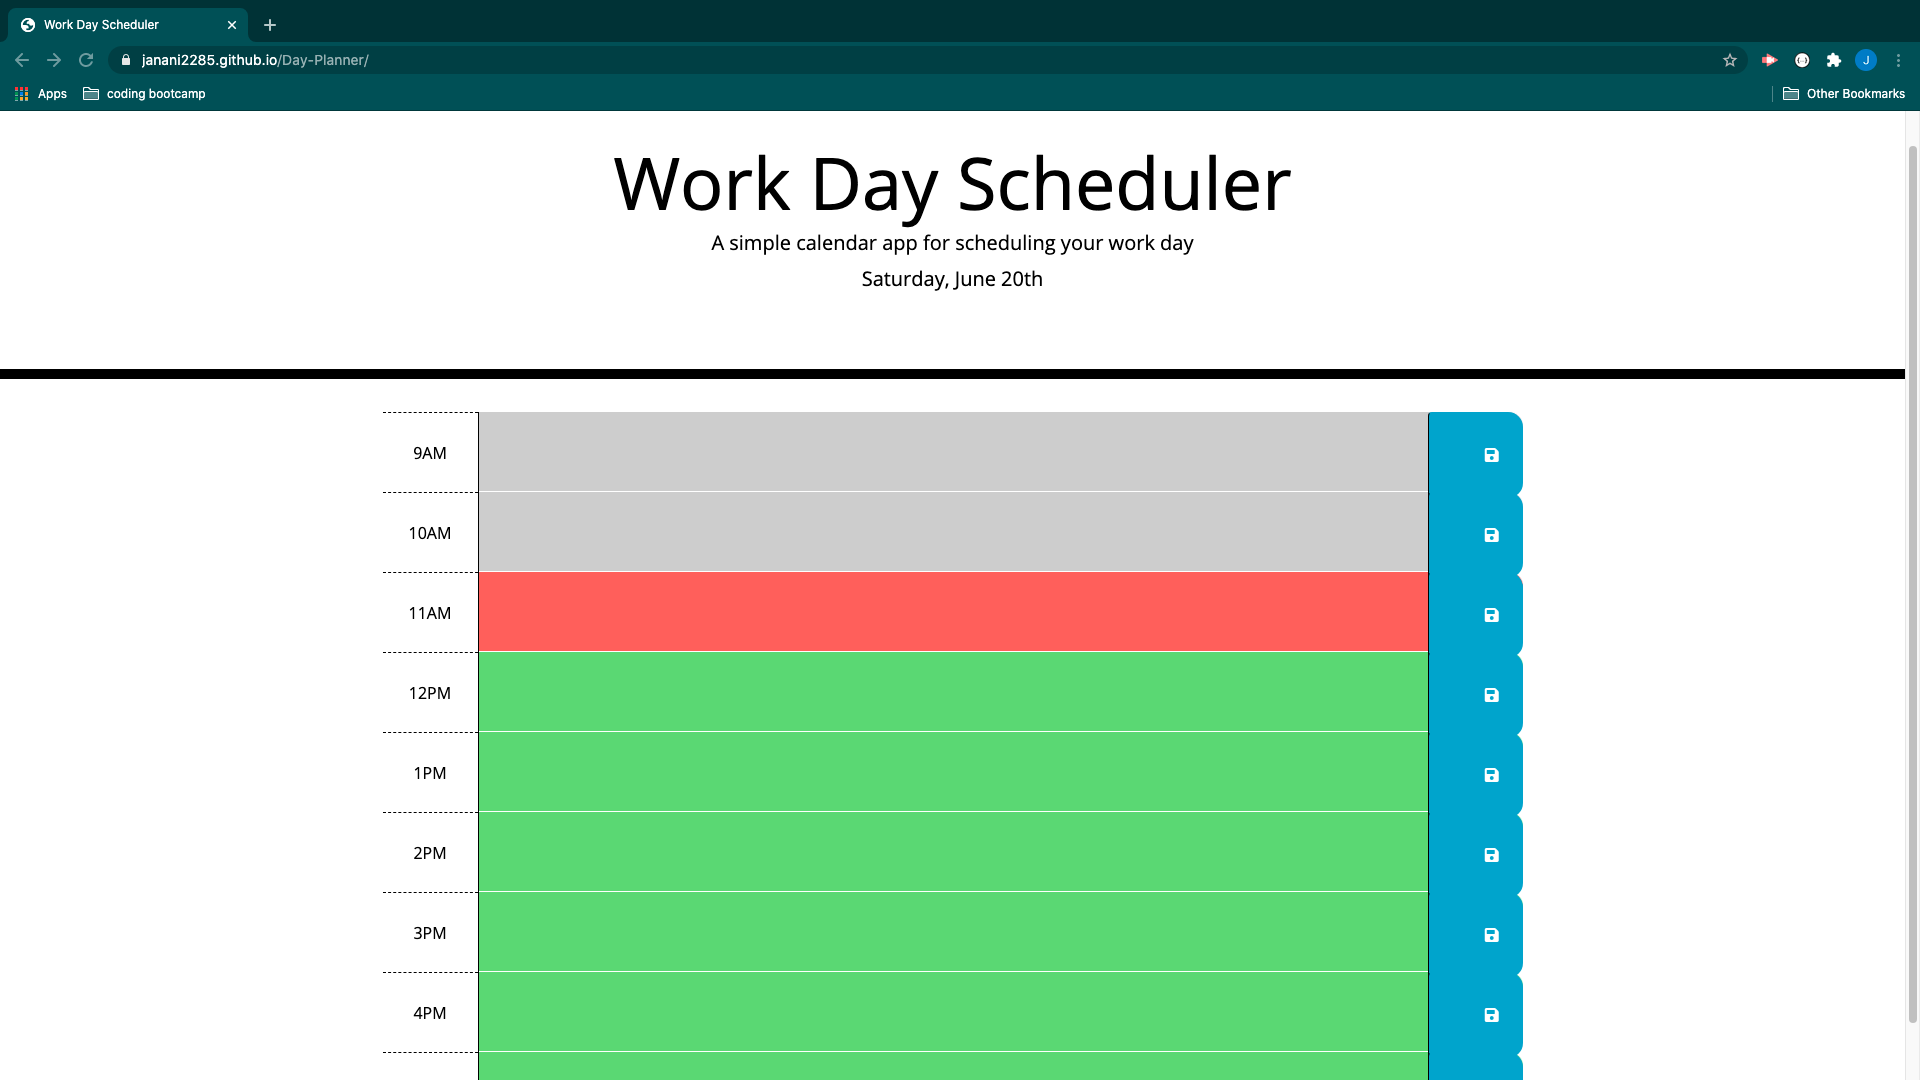 Work Day Scheduler
janani2285.github.io/Day-Planner/
J
Apps
coding bootcamp
Other Bookmarks
Work Day Scheduler
A simple calendar app for scheduling your work day
Saturday, June 20th
9AM
10AM
11AM
12PM
1PM
2PM
3PM
4PM